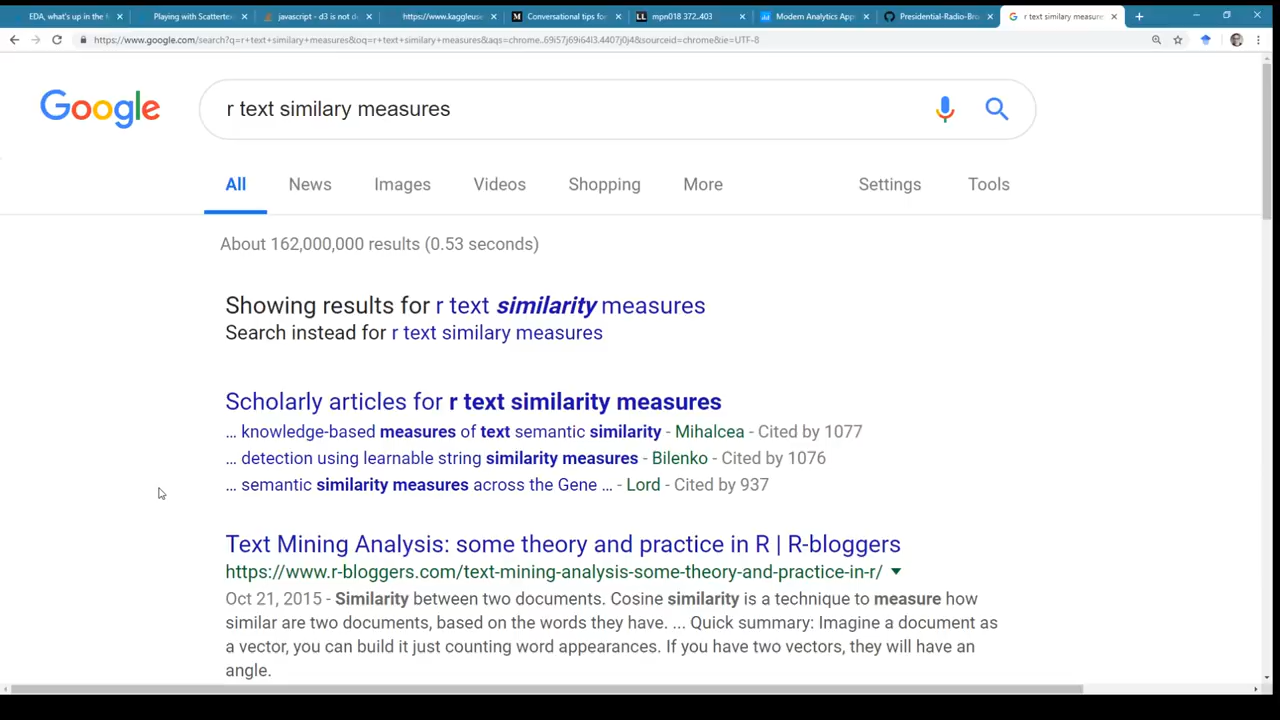 EDA, what's up in the
Playing with Scattertex
javascript - d3 is not de
https://www.kaggleuse
Conversational tips for
mpn018 372..403
Modern Analytics App
Presidential-Radio-Bro
r text similary measure
https://www.google.com/search?q=r+text+similary+measures&oq=r+text+similary+measures&aqs=chrome..69i57j69i64l3.4407j0j4&sourceid=chrome&ie=UTF-8
Google
r text similary measures
All
News
Images
Videos
Shopping
More
Settings
Tools
About 162,000,000 results (0.53 seconds)
Showing results for r text similarity measures
Search instead for r text similary measures
Scholarly articles for r text similarity measures
... knowledge-based measures of text semantic similarity - Mihalcea - Cited by 1077
... detection using learnable string similarity measures - Bilenko - Cited by 1076
... semantic similarity measures across the Gene ... - Lord - Cited by 937
Text Mining Analysis: some theory and practice in R | R-bloggers
https://www.r-bloggers.com/text-mining-analysis-some-theory-and-practice-in-r/
Oct 21, 2015 - Similarity between two documents. Cosine similarity is a technique to measure how
similar are two documents, based on the words they have. ... Quick summary: Imagine a document as
a vector, you can build it just counting word appearances. If you have two vectors, they will have an
angle.